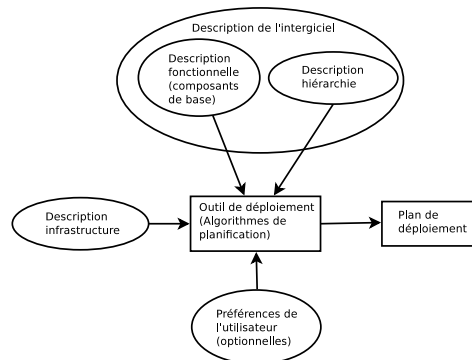 Description de l'intergiciel
Description
fonctionnelle
(composants
de base)
Description
hiérarchie
Description
infrastructure
Outil de déploiement
(Algorithmes de
planification)
Plan de
déploiement
Préférences de
l'utilisateur
(optionnelles)